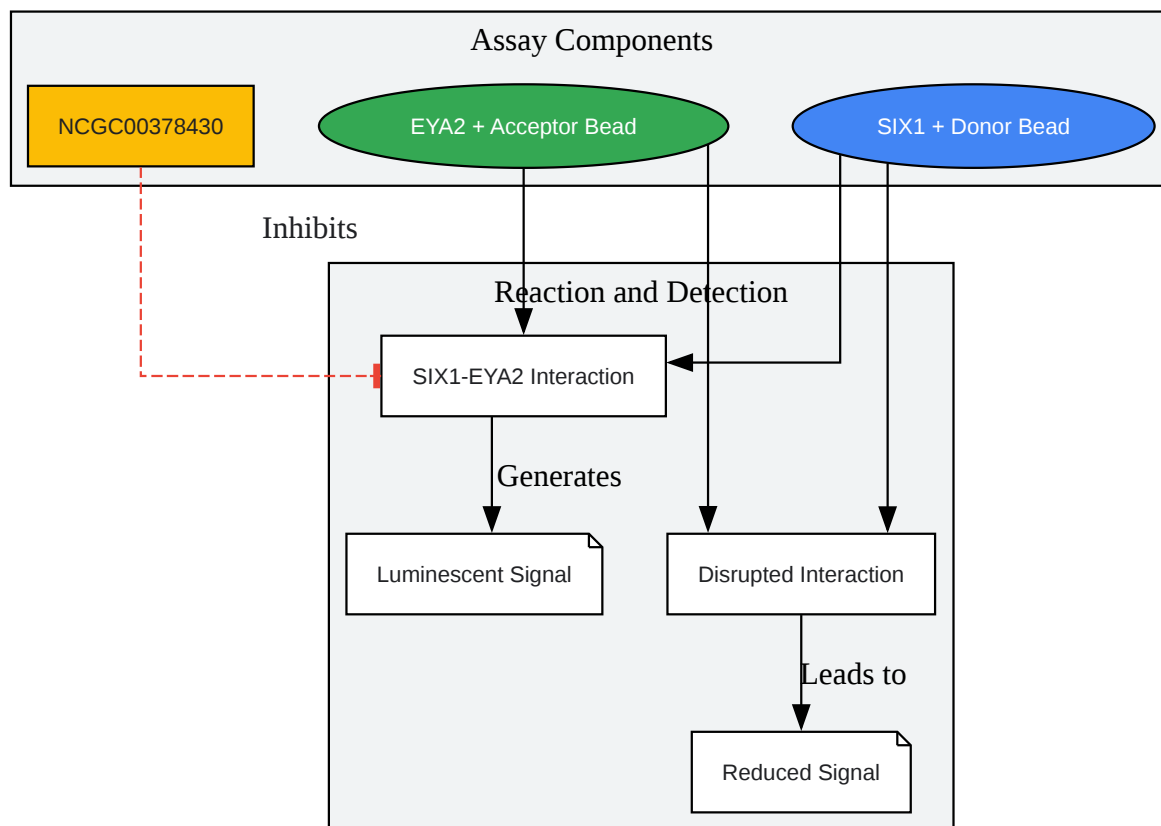 Assay Components
NCGC00378430
EYA2 + Acceptor Bead
SIX1 + Donor Bead
Inhibits
Reaction and Detection
SIX1-EYA2 Interaction
Generates
Luminescent Signal
Disrupted Interaction
Leads to
Reduced Signal